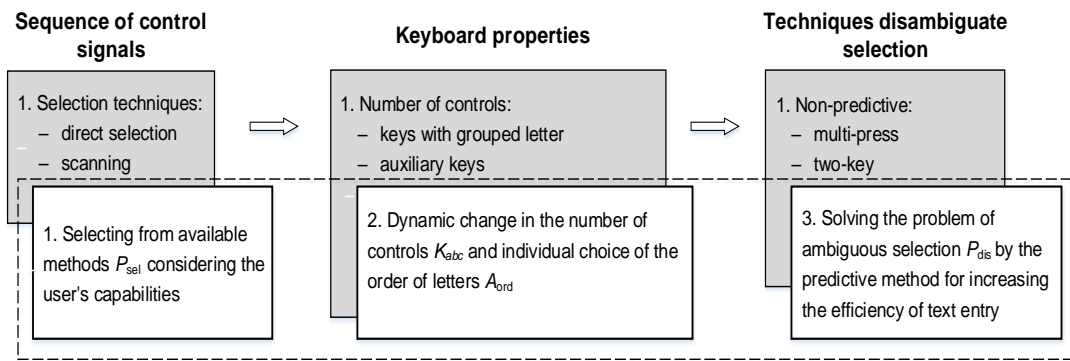 Sequence of control
signals
Keyboard properties
Techniques disambiguate
selection
1. Selection techniques:
– direct selection
– scanning
1. Number of controls:
– keys with grouped letter
– auxiliary keys
1. Non-predictive:
– multi-press
– two-key
1. Selecting from available
methods Psel considering the
user's capabilities
2. Dynamic change in the number of
controls Kabc and individual choice of the
order of letters Aord
3. Solving the problem of
ambiguous selection Pdis by the
predictive method for increasing
the efficiency of text entry